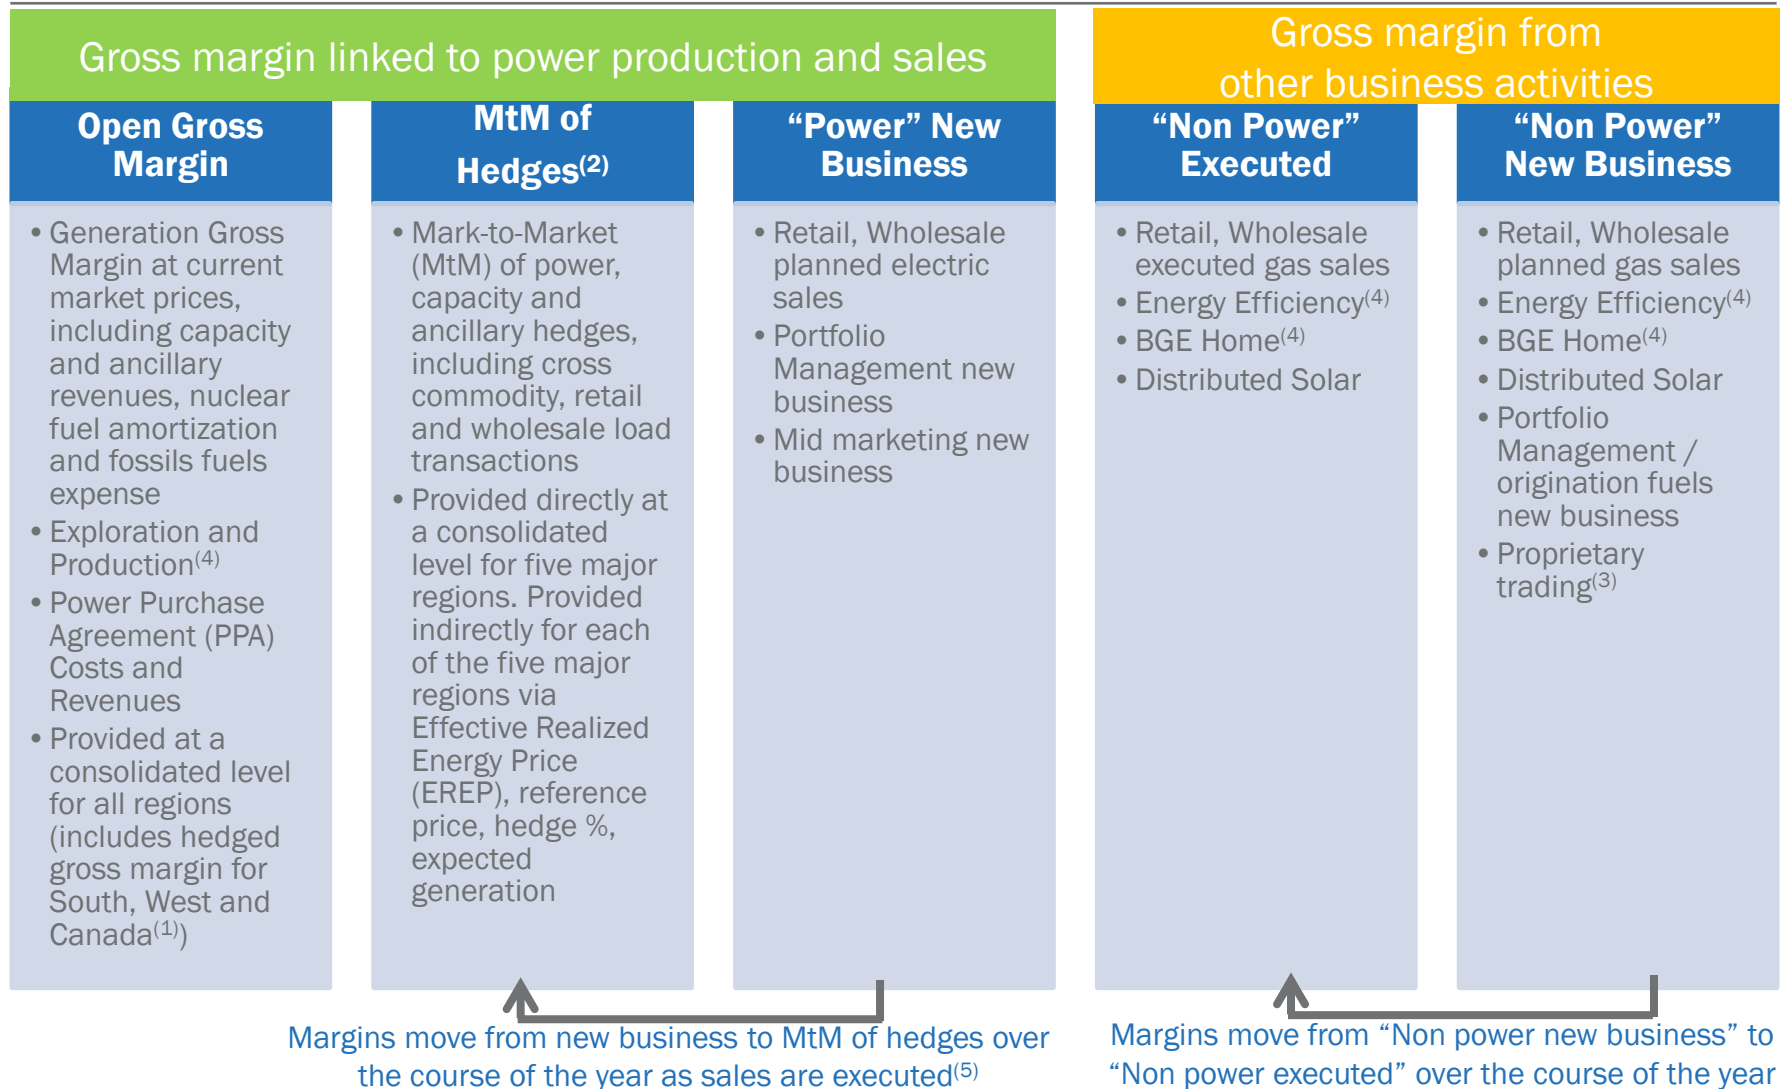 Gross margin linked to power production and sales
Gross margin from
other business activities
Open Gross
Margin
MtM of
Hedges(2)
“Power” New
Business
“Non Power”
Executed
“Non Power”
New Business
• Generation Gross
Margin at current
market prices,
including capacity
and ancillary
revenues, nuclear
fuel amortization
and fossils fuels
expense
• Exploration and
Production(4)
• Power Purchase
Agreement (PPA)
Costs and
Revenues
• Provided at a
consolidated level
for all regions
(includes hedged
gross margin for
South, West and
Canada(1))
• Mark-to-Market
(MtM) of power,
capacity and
ancillary hedges,
including cross
commodity, retail
and wholesale load
transactions
• Provided directly at
a consolidated
level for five major
regions. Provided
indirectly for each
of the five major
regions via
Effective Realized
Energy Price
(EREP), reference
price, hedge %,
expected
generation
• Retail, Wholesale
planned electric
sales
• Portfolio
Management new
business
• Mid marketing new
business
• Retail, Wholesale
executed gas sales
• Energy Efficiency(4)
• BGE Home(4)
• Distributed Solar
• Retail, Wholesale
planned gas sales
• Energy Efficiency(4)
• BGE Home(4)
• Distributed Solar
• Portfolio
Management /
origination fuels
new business
• Proprietary
trading(3)
Margins move from new business to MtM of hedges over
the course of the year as sales are executed(5)
Margins move from “Non power new business” to
“Non power executed” over the course of the year